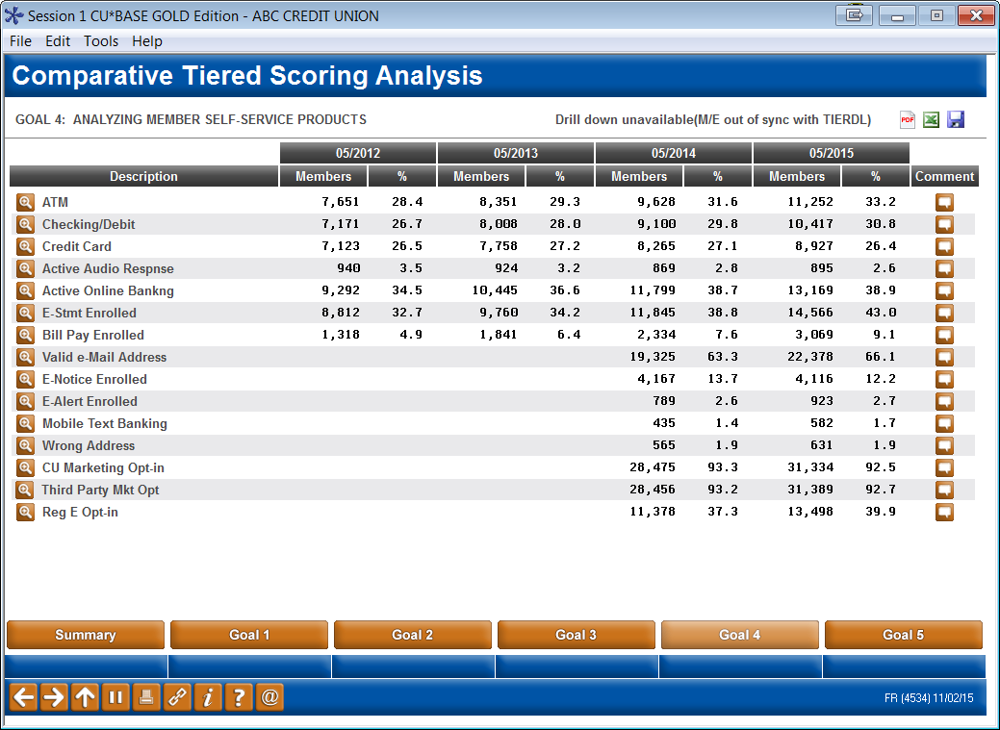 Session 1 CU*BASE GOLD Edition - ABC CREDIT UNION
File Edit Tools Help
Comparative Tiered Scoring Analysis
GOAL 4: ANALYZING MEMBER SELF-SERVICE PRODUCTS Drill down unavailable(M/E out of sync with TIERDL) PDF
05/2012 05/2013 05/2014 05/2015
Description Members % Members % Members % Members % Comment
ATM 7,651 28.4 8,351 29.3 9,628 31.6 11,252 33.2
Checking/Debit 7,171 26.7 8,008 28.0 9,100 29.8 10,417 30.8
Credit Card 7,123 26.5 7,758 27.2 8,265 27.1 8,927 26.4
Active Audio Respnse 940 3.5 924 3.2 869 2.8 895 2.6
Active Online Bankng 9,292 34.5 10,445 36.6 11,799 38.7 13,169 38.9
E-Stmt Enrolled 8,812 32.7 9,760 34.2 11,845 38.8 14,566 43.0
Bill Pay Enrolled 1,318 4.9 1,841 6.4 2,334 7.6 3,069 9.1
Valid e-Mail Address 19,325 63.3 22,378 66.1
E-Notice Enrolled 4,167 13.7 4,116 12.2
E-Alert Enrolled 789 2.6 923 2.7
Mobile Text Banking 435 1.4 582 1.7
Wrong Address 565 1.9 631 1.9
CU Marketing Opt-in 28,475 93.3 31,334 92.5
Third Party Mkt Opt 28,456 93.2 31,389 92.7
Reg E Opt-in 11,378 37.3 13,498 39.9
Summary Goal 1 Goal 2 Goal 3 Goal 4 Goal 5
i ? @ FR (4534) 11/02/15